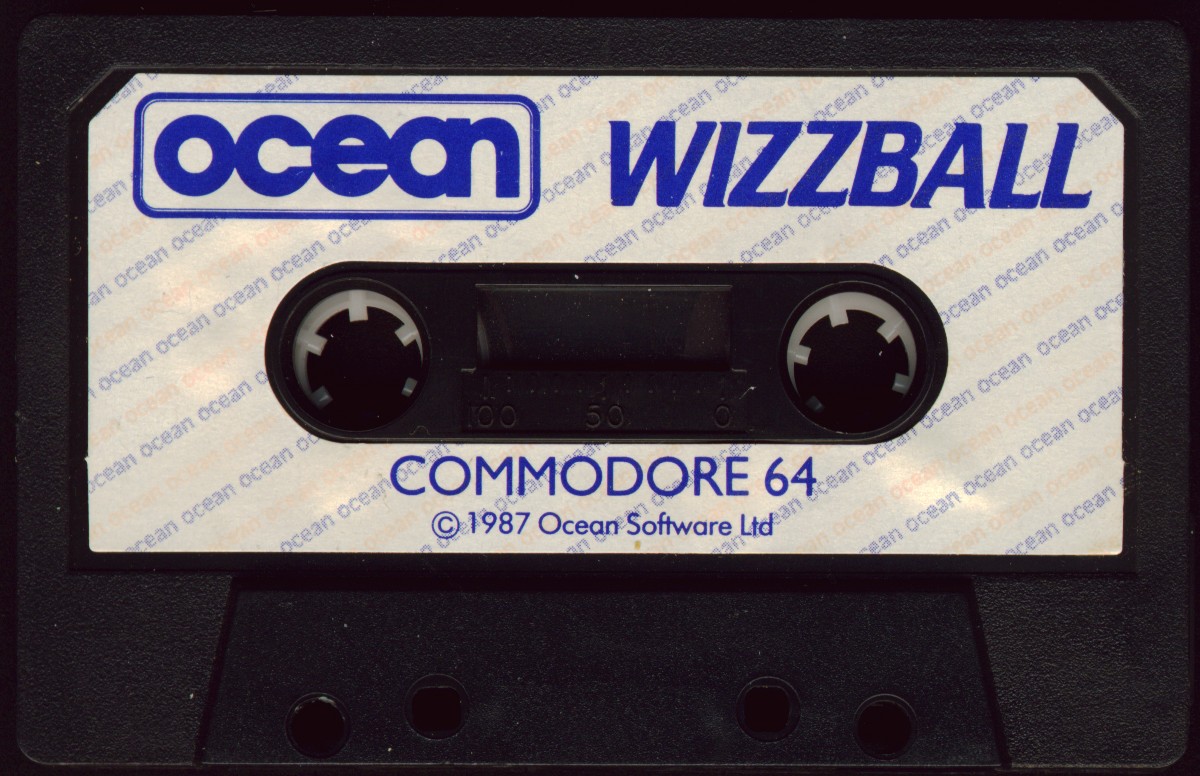 ocean WIZZBALL
100 50 0
COMMODORE 64
© 1987 Ocean Software Ltd